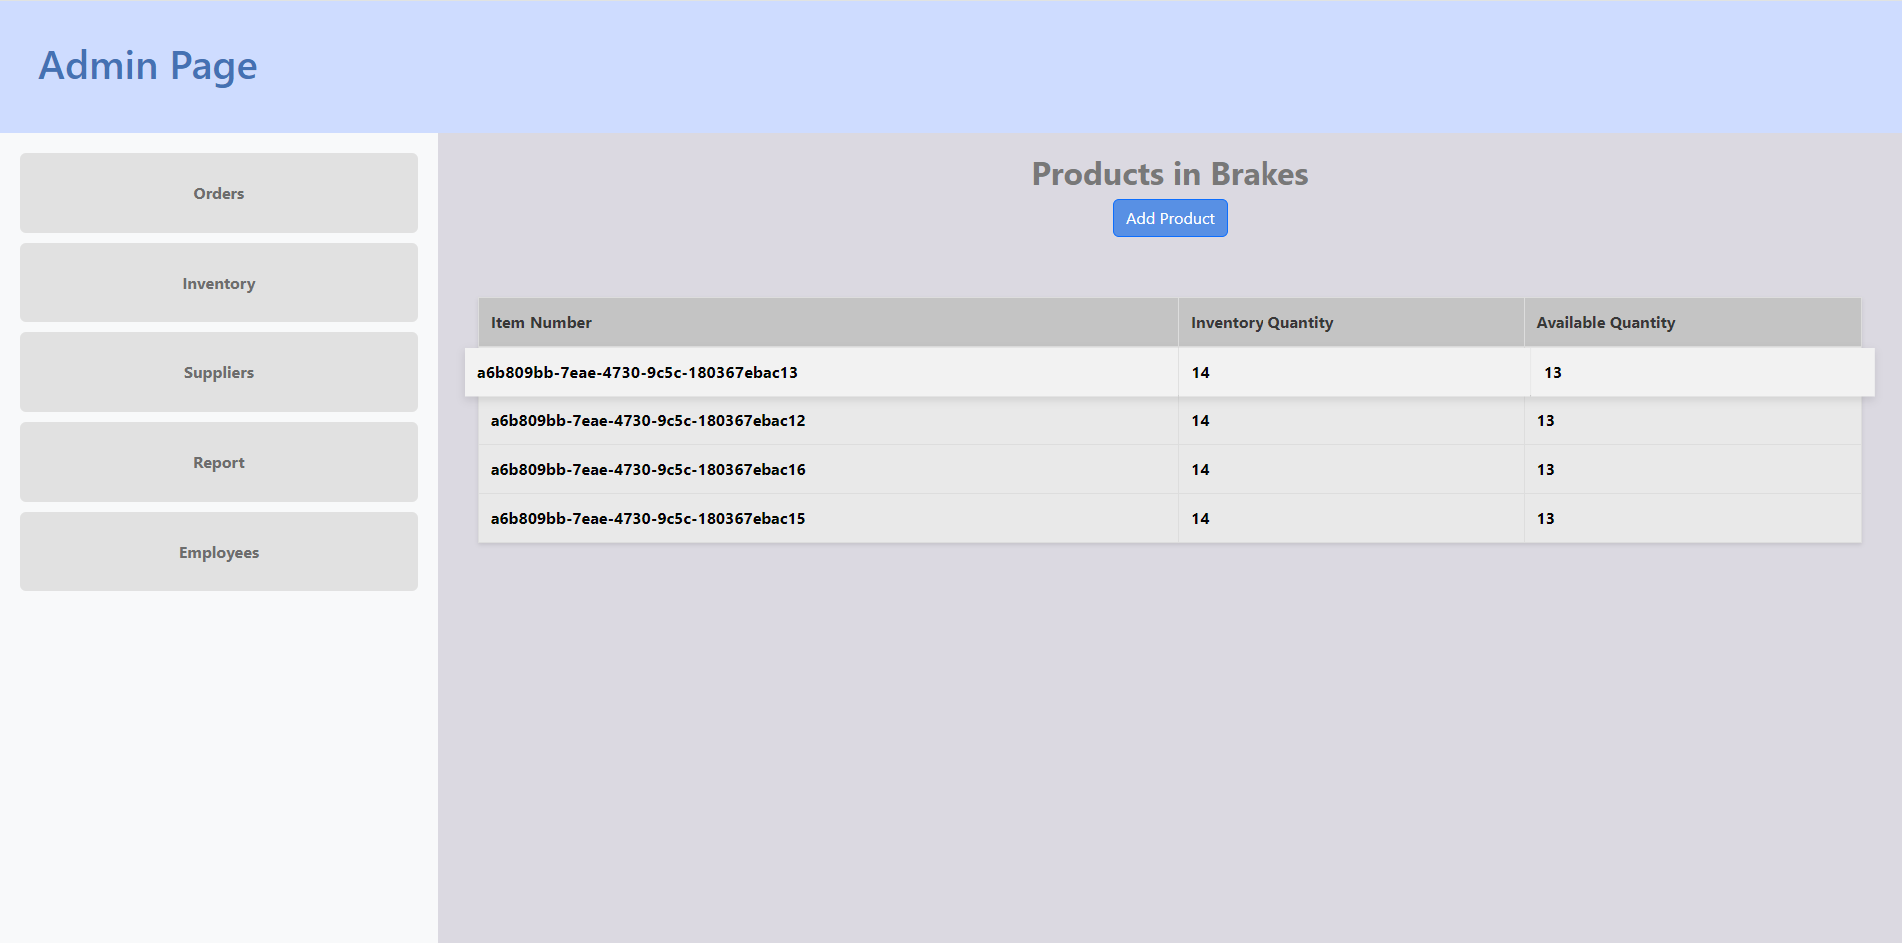 Admin Page
Orders
Inventory
Suppliers
Report
Employees
Products in Brakes
Add Product
Item Number Inventory Quantity Available Quantity
a6b809bb-7eae-4730-9c5c-180367ebac13 14 13
a6b809bb-7eae-4730-9c5c-180367ebac12 14 13
a6b809bb-7eae-4730-9c5c-180367ebac16 14 13
a6b809bb-7eae-4730-9c5c-180367ebac15 14 13